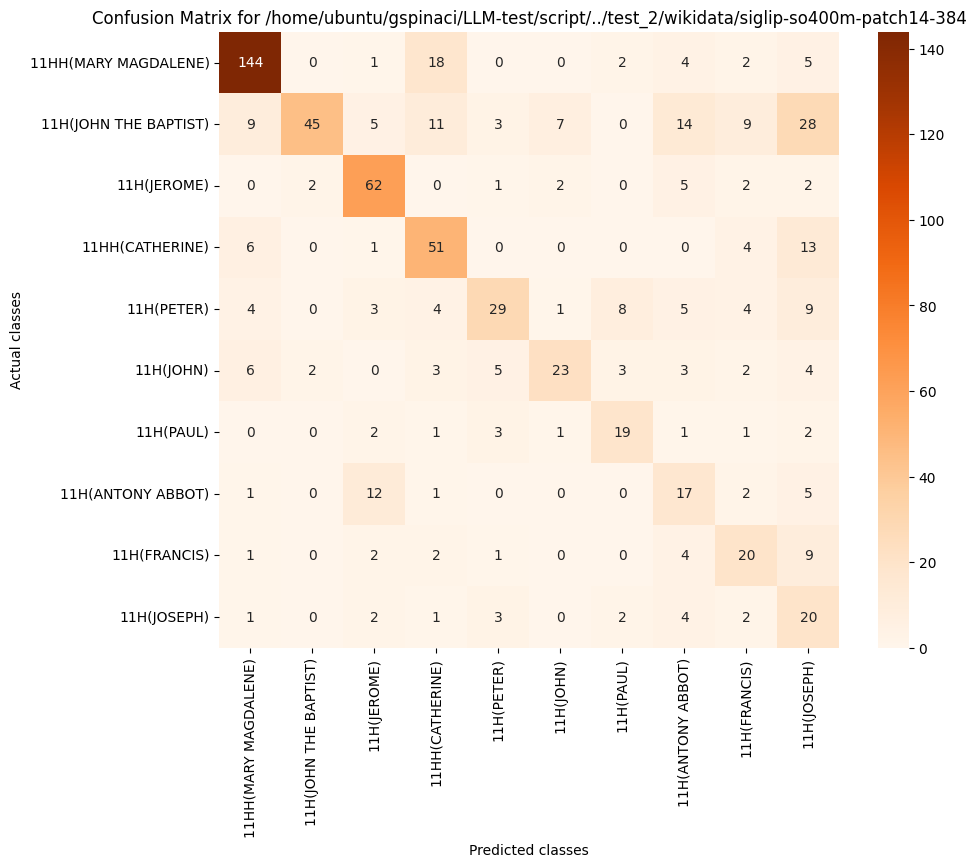 Confusion Matrix for /home/ubuntu/gspinaci/LLM-test/script/../test_2/wikidata/siglip-so400m-patch14-384
Actual classes
11HH(MARY MAGDALENE) 144 0 1 18 0 0 2 4 2 5
11H(JOHN THE BAPTIST) 9 45 5 11 3 7 0 14 9 28
11H(JEROME) 0 2 62 0 1 2 0 5 2 2
11HH(CATHERINE) 6 0 1 51 0 0 0 0 4 13
11H(PETER) 4 0 3 4 29 1 8 5 4 9
11H(JOHN) 6 2 0 3 5 23 3 3 2 4
11H(PAUL) 0 0 2 1 3 1 19 1 1 2
11H(ANTONY ABBOT) 1 0 12 1 0 0 0 17 2 5
11H(FRANCIS) 1 0 2 2 1 0 0 4 20 9
11H(JOSEPH) 1 0 2 1 3 0 2 4 2 20
11HH(MARY MAGDALENE)
11H(JOHN THE BAPTIST)
11H(JEROME)
11HH(CATHERINE)
11H(PETER)
11H(JOHN)
11H(PAUL)
11H(ANTONY ABBOT)
11H(FRANCIS)
11H(JOSEPH)
Predicted classes
140
120
100
80
60
40
20
0